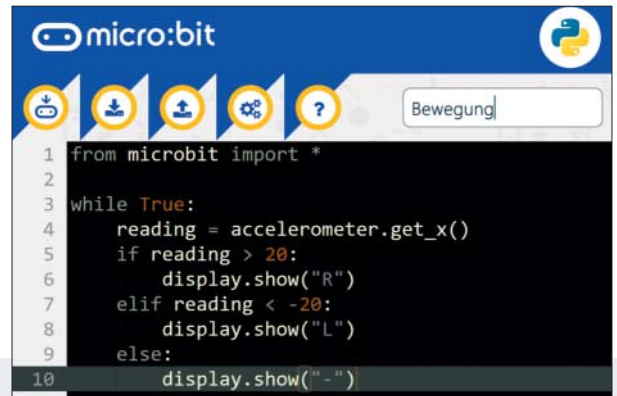 micro:bit
?
Bewegung
1 from microbit import *
2
3 while True:
4     reading = accelerometer.get_x()
5     if reading > 20:
6         display.show("R")
7     elif reading < -20:
8         display.show("L")
9     else:
10         display.show("-")